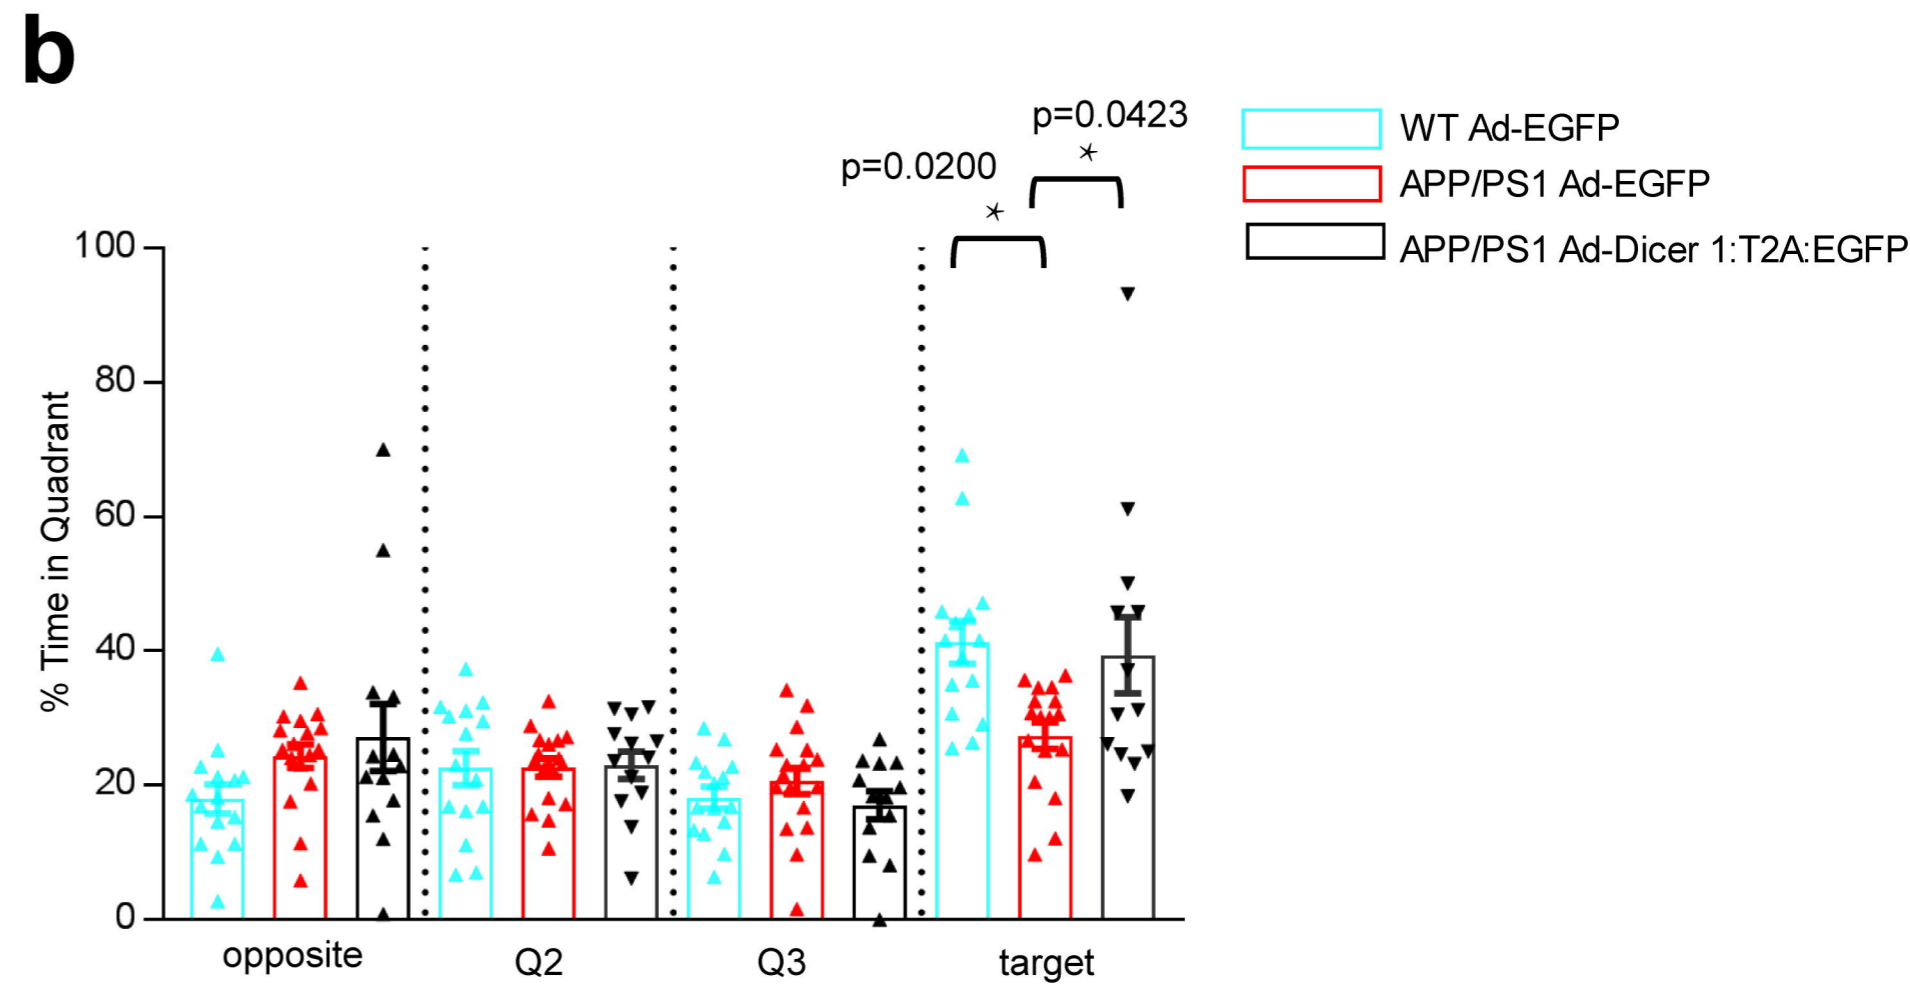 b
p=0.0423
*
p=0.0200
*
WT Ad-EGFP
APP/PS1 Ad-EGFP
APP/PS1 Ad-Dicer 1:T2A:EGFP
% Time in Quadrant
100
80
60
40
20
0
opposite
Q2
Q3
target